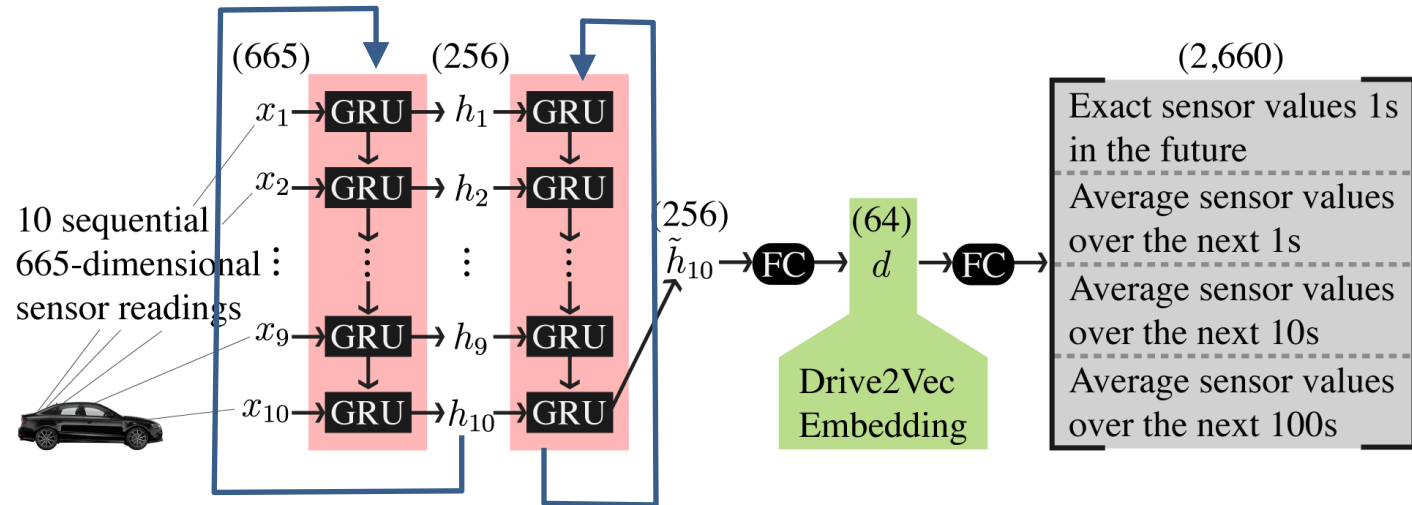 (665)
(256)
(2,660)
x₁ GRU h₁ GRU
x₂ GRU h₂ GRU
10 sequential
665-dimensional
sensor readings
⋮ ⋮ ⋮ ⋮
x₉ GRU h₉ GRU
x₁₀ GRU h₁₀ GRU
(256)
h̃₁₀
FC
(64)
d
FC
Drive2Vec
Embedding
Exact sensor values 1s
in the future
Average sensor values
over the next 1s
Average sensor values
over the next 10s
Average sensor values
over the next 100s